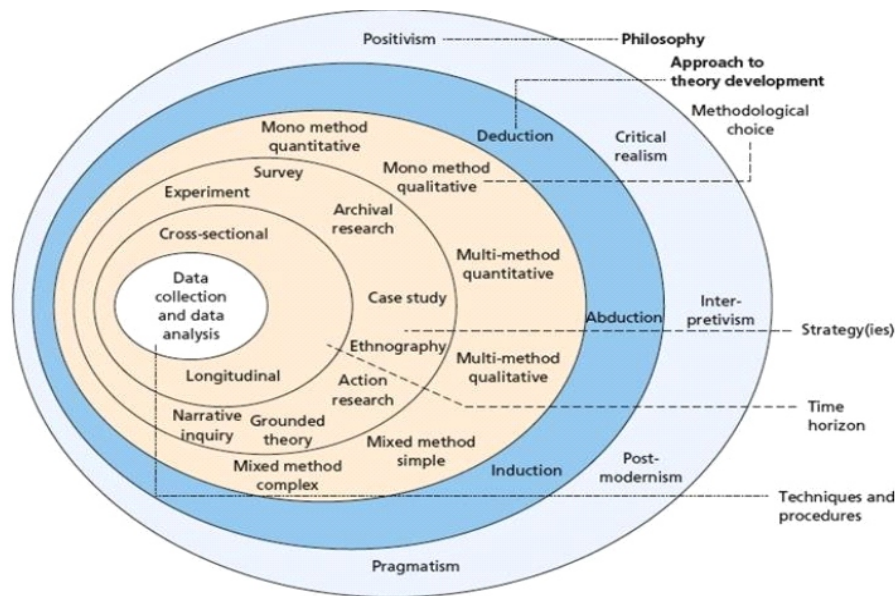 Positivism
Philosophy
Approach to
theory development
Methodological
choice
Mono method
quantitative
Deduction
Critical
realism
Mono method
qualitative
Survey
Experiment
Archival
research
Cross-sectional
Multi-method
quantitative
Data
collection
and data
analysis
Case study
Abduction
Inter-
pretivism
Strategy(ies)
Ethnography
Multi-method
qualitative
Longitudinal
Action
research
Time
horizon
Narrative
inquiry
Grounded
theory
Mixed method
simple
Mixed method
complex
Induction
Post-
modernism
Techniques and
procedures
Pragmatism